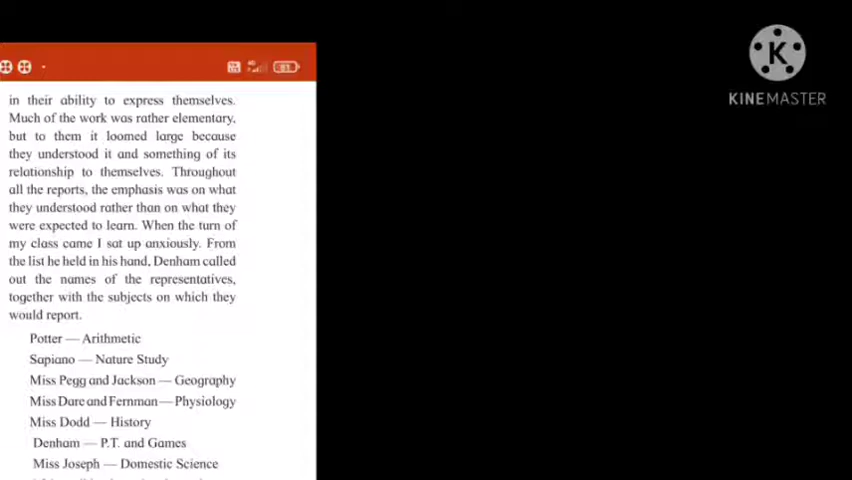 in their ability to express themselves.
Much of the work was rather elementary,
but to them it loomed large because
they understood it and something of its
relationship to themselves. Throughout
all the reports, the emphasis was on what
they understood rather than on what they
were expected to learn. When the turn of
my class came I sat up anxiously. From
the list he held in his hand, Denham called
out the names of the representatives,
together with the subjects on which they
would report.
Potter — Arithmetic
Sapiano — Nature Study
Miss Pegg and Jackson — Geography
Miss Dare and Fernman — Physiology
Miss Dodd — History
Denham — P.T. and Games
Miss Joseph — Domestic Science
K
KINEMASTER